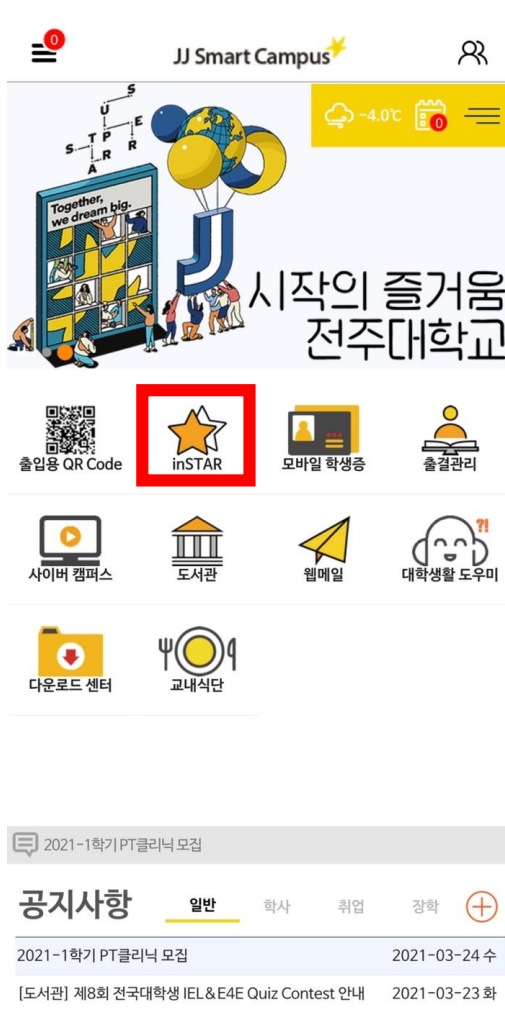 0
JJ Smart Campus
SUPERSTAR
-4.0℃
0
Together,
we dream big.
시작의 즐거움
전주대학교
출입용 QR Code
inSTAR
모바일 학생증
출결관리
사이버 캠퍼스
도서관
웹메일
?!
대학생활 도우미
다운로드 센터
교내식단
2021-1학기 PT클리닉 모집
공지사항 일반 학사 취업 장학
2021-1학기 PT클리닉 모집 2021-03-24 수
[도서관] 제8회 전국대학생 IEL&E4E Quiz Contest 안내 2021-03-23 화